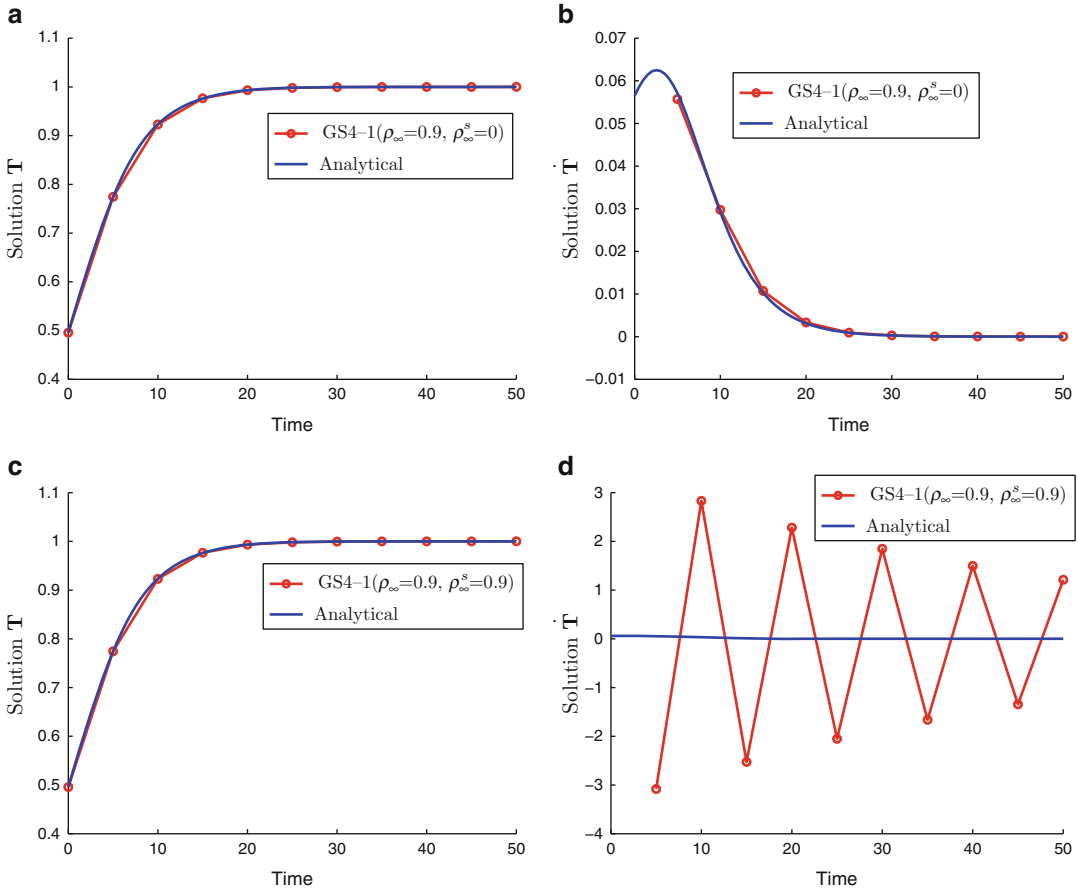 a
1.1
1
0.9
0.8
0.7
0.6
0.5
0.4
0 10 20 30 40 50
Solution T
Time
GS4–1(ρ∞=0.9, ρ∞^s=0)
Analytical
b
0.07
0.06
0.05
0.04
0.03
0.02
0.01
0
−0.01
0 10 20 30 40 50
Solution Ṫ
Time
GS4–1(ρ∞=0.9, ρ∞^s=0)
Analytical
c
1.1
1
0.9
0.8
0.7
0.6
0.5
0.4
0 10 20 30 40 50
Solution T
Time
GS4–1(ρ∞=0.9, ρ∞^s=0.9)
Analytical
d
3
2
1
0
−1
−2
−3
−4
0 10 20 30 40 50
Solution Ṫ
Time
GS4–1(ρ∞=0.9, ρ∞^s=0.9)
Analytical